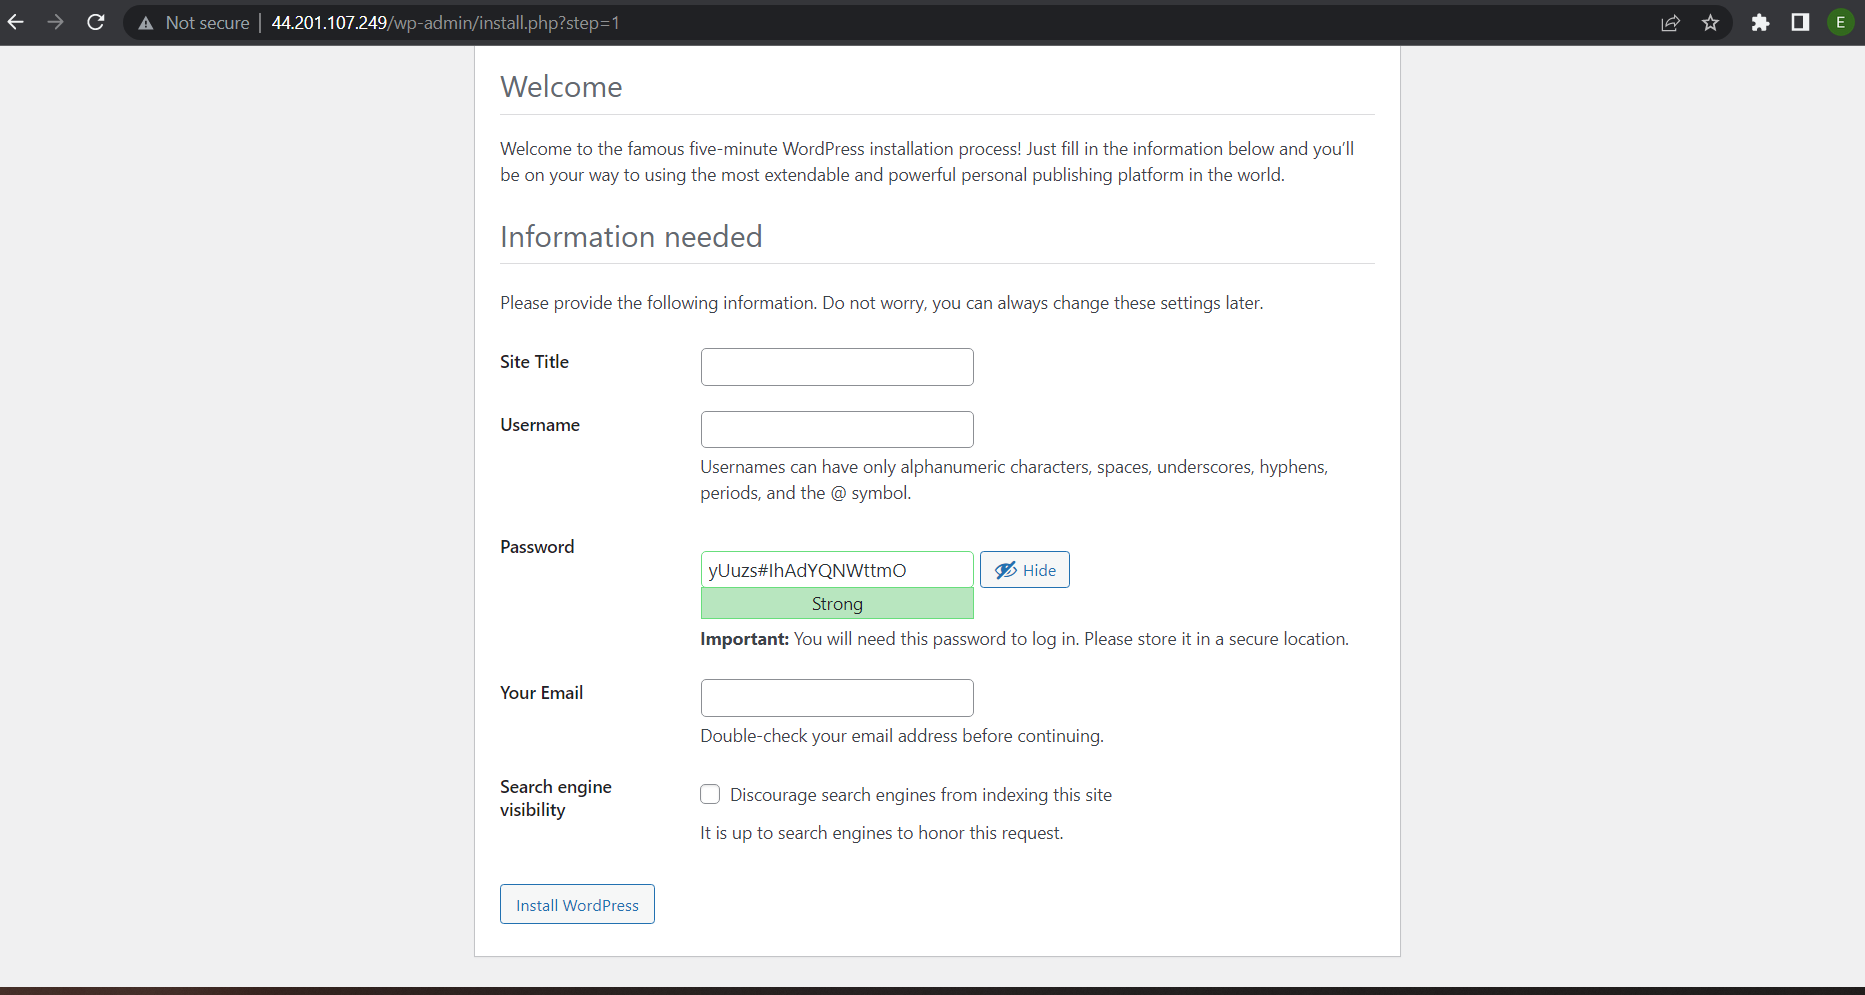 Not secure | 44.201.107.249/wp-admin/install.php?step=1
E
Welcome
Welcome to the famous five-minute WordPress installation process! Just fill in the information below and you’ll
be on your way to using the most extendable and powerful personal publishing platform in the world.
Information needed
Please provide the following information. Do not worry, you can always change these settings later.
Site Title
Username
Usernames can have only alphanumeric characters, spaces, underscores, hyphens,
periods, and the @ symbol.
Password
yUuzs#IhAdYQNWttmO
Hide
Strong
Important: You will need this password to log in. Please store it in a secure location.
Your Email
Double-check your email address before continuing.
Search engine
visibility
Discourage search engines from indexing this site
It is up to search engines to honor this request.
Install WordPress